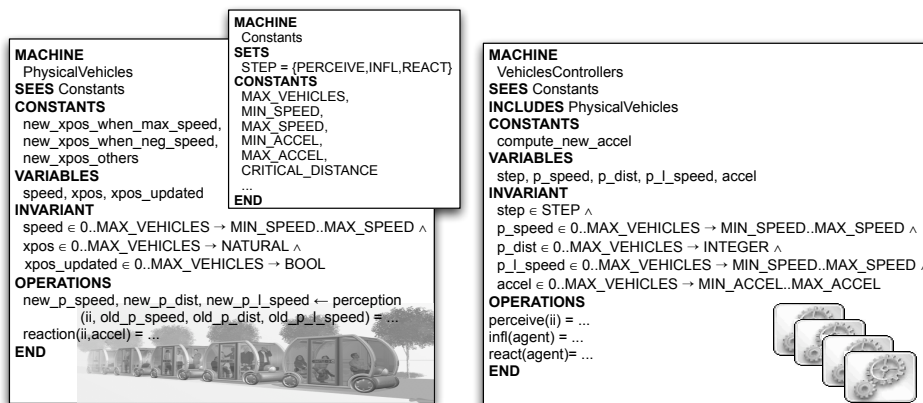 MACHINE
PhysicalVehicles
SEES Constants
CONSTANTS
new_xpos_when_max_speed,
new_xpos_when_neg_speed,
new_xpos_others
VARIABLES
speed, xpos, xpos_updated
INVARIANT
speed ∈ 0..MAX_VEHICLES → MIN_SPEED..MAX_SPEED ∧
xpos ∈ 0..MAX_VEHICLES → NATURAL ∧
xpos_updated ∈ 0..MAX_VEHICLES → BOOL
OPERATIONS
new_p_speed, new_p_dist, new_p_l_speed ← perception
(ii, old_p_speed, old_p_dist, old_p_l_speed) = ...
reaction(ii,accel) = ...
END
MACHINE
Constants
SETS
STEP = {PERCEIVE,INFL,REACT}
CONSTANTS
MAX_VEHICLES,
MIN_SPEED,
MAX_SPEED,
MIN_ACCEL,
MAX_ACCEL,
CRITICAL_DISTANCE
...
END
MACHINE
VehiclesControllers
SEES Constants
INCLUDES PhysicalVehicles
CONSTANTS
compute_new_accel
VARIABLES
step, p_speed, p_dist, p_l_speed, accel
INVARIANT
step ∈ STEP ∧
p_speed ∈ 0..MAX_VEHICLES → MIN_SPEED..MAX_SPEED ∧
p_dist ∈ 0..MAX_VEHICLES → INTEGER ∧
p_l_speed ∈ 0..MAX_VEHICLES → MIN_SPEED..MAX_SPEED ∧
accel ∈ 0..MAX_VEHICLES → MIN_ACCEL..MAX_ACCEL
OPERATIONS
perceive(ii) = ...
infl(agent) = ...
react(agent)= ...
END